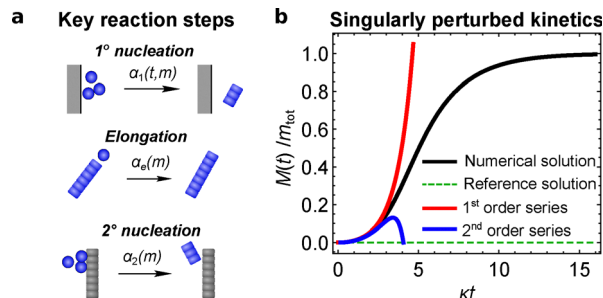 a Key reaction steps
1° nucleation
α₁(t,m)
Elongation
αₑ(m)
2° nucleation
α₂(m)
b Singularly perturbed kinetics
M(t)/mₜₒₜ
1.0
0.8
0.6
0.4
0.2
0.0
Numerical solution
Reference solution
1ˢᵗ order series
2ⁿᵈ order series
0 5 10 15
κt